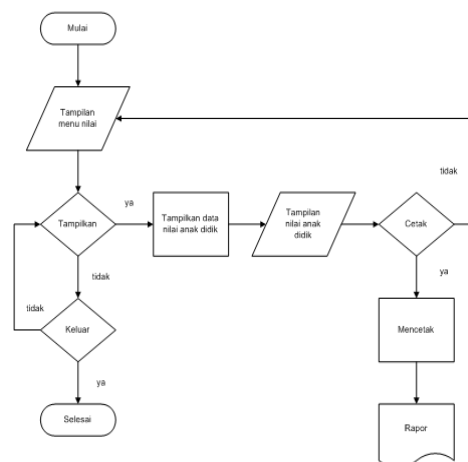 Mulai
Tampilan
menu nilai
tidak
ya
Tampilkan
Tampilkan data
nilai anak didik
Tampilan
nilai anak
didik
Cetak
tidak
ya
tidak
Keluar
Mencetak
ya
Selesai
Rapor